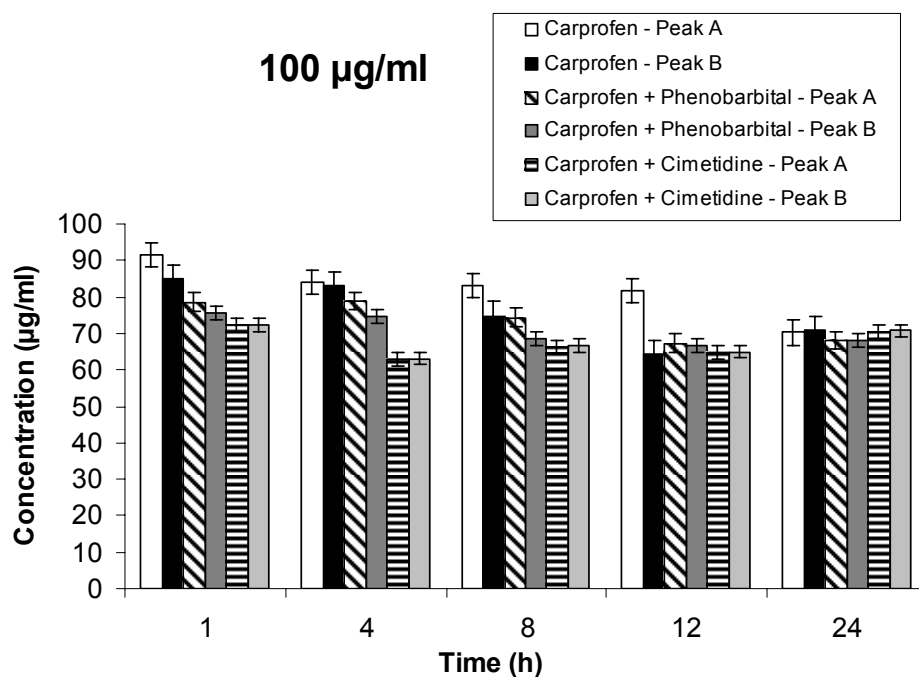 100 µg/ml
Carprofen - Peak A
Carprofen - Peak B
Carprofen + Phenobarbital - Peak A
Carprofen + Phenobarbital - Peak B
Carprofen + Cimetidine - Peak A
Carprofen + Cimetidine - Peak B
Concentration (µg/ml)
100
90
80
70
60
50
40
30
20
10
0
1 4 8 12 24
Time (h)